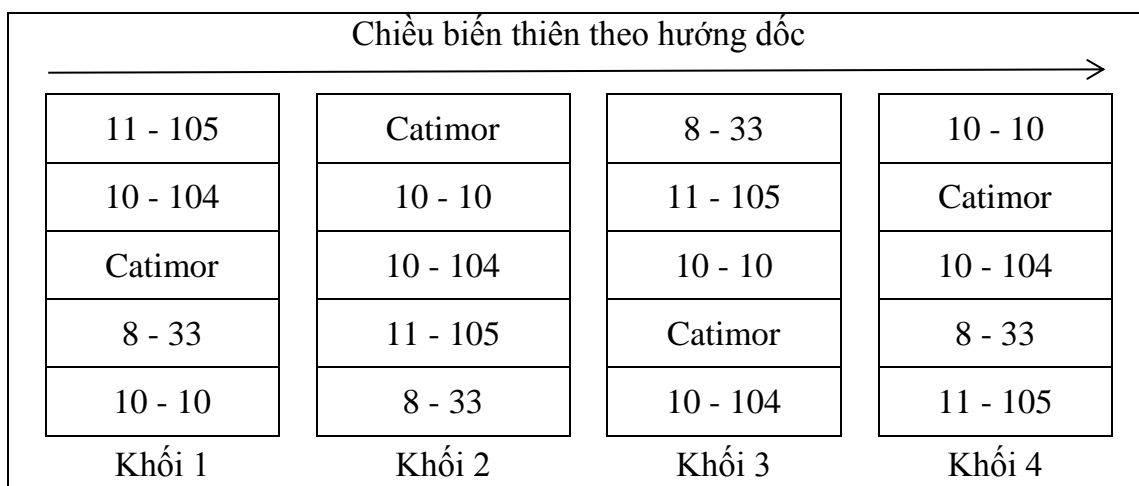 Chiều biến thiên theo hướng dốc
11 - 105 Catimor 8 - 33 10 - 10
10 - 104 10 - 10 11 - 105 Catimor
Catimor 10 - 104 10 - 10 10 - 104
8 - 33 11 - 105 Catimor 8 - 33
10 - 10 8 - 33 10 - 104 11 - 105
Khối 1 Khối 2 Khối 3 Khối 4